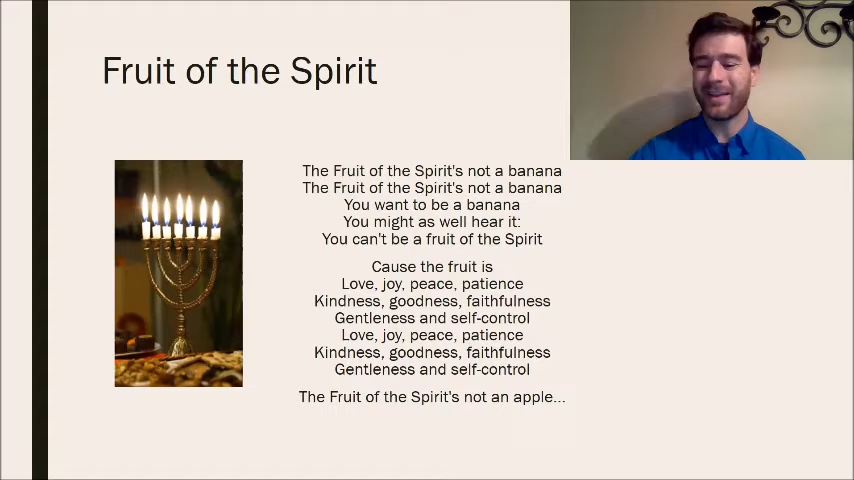 Fruit of the Spirit
The Fruit of the Spirit's not a banana
The Fruit of the Spirit's not a banana
You want to be a banana
You might as well hear it:
You can't be a fruit of the Spirit
Cause the fruit is
Love, joy, peace, patience
Kindness, goodness, faithfulness
Gentleness and self-control
Love, joy, peace, patience
Kindness, goodness, faithfulness
Gentleness and self-control
The Fruit of the Spirit's not an apple...